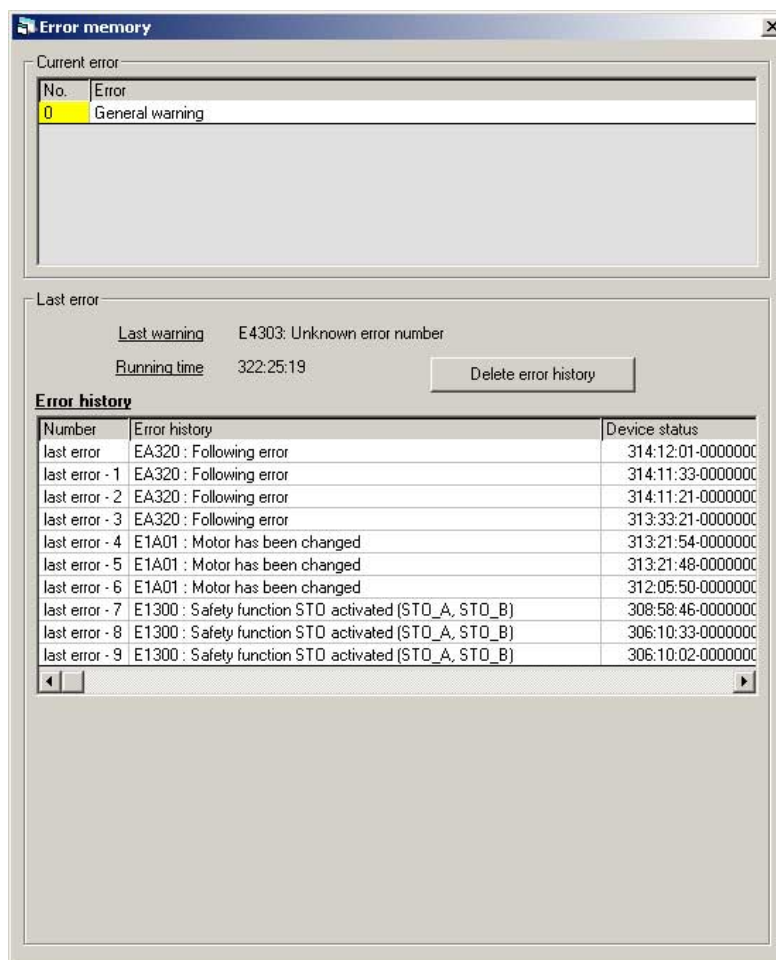 Error memory
Current error
No. Error
0 General warning
Last error
Last warning E4303: Unknown error number
Running time 322:25:19 Delete error history
Error history
Number Error history Device status
last error EA320 : Following error 314:12:01-0000000
last error - 1 EA320 : Following error 314:11:33-0000000
last error - 2 EA320 : Following error 314:11:21-0000000
last error - 3 EA320 : Following error 313:33:21-0000000
last error - 4 E1A01 : Motor has been changed 313:21:54-0000000
last error - 5 E1A01 : Motor has been changed 313:21:48-0000000
last error - 6 E1A01 : Motor has been changed 312:05:50-0000000
last error - 7 E1300 : Safety function STO activated (STO_A, STO_B) 308:58:46-0000000
last error - 8 E1300 : Safety function STO activated (STO_A, STO_B) 306:10:33-0000000
last error - 9 E1300 : Safety function STO activated (STO_A, STO_B) 306:10:02-0000000